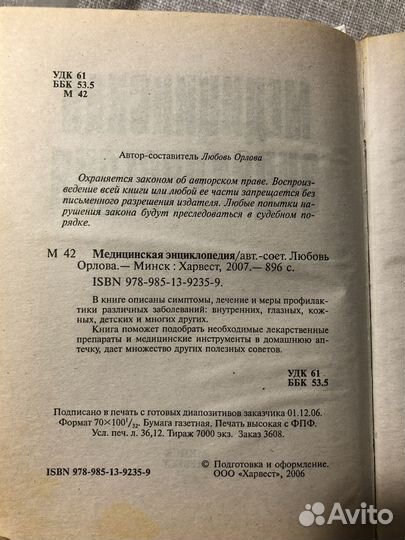 УДК 61
ББК 53.5
М 42
Автор-составитель Любовь Орлова
Охраняется законом об авторском праве. Воспроиз-
ведение всей книги или любой ее части запрещается без
письменного разрешения издателя. Любые попытки
нарушения закона будут преследоваться в судебном по-
рядке.
М 42 Медицинская энциклопедия/авт.-сост. Любовь
Орлова.— Минск : Харвест, 2007.— 896 с.
ISBN 978-985-13-9235-9.
В книге описаны симптомы, лечение и меры профилак-
тики различных заболеваний: внутренних, глазных, кож-
ных, детских и многих других.
Книга поможет подобрать необходимые лекарственные
препараты и медицинские инструменты в домашнюю ап-
течку, дает множество других полезных советов.
УДК 61
ББК 53.5
Подписано в печать с готовых диапозитивов заказчика 01.12.06.
Формат 70×100 1/32. Бумага газетная. Печать высокая с ФПФ.
Усл. печ. л. 36,12. Тираж 7000 экз. Заказ 3608.
© Подготовка и оформление.
ООО «Харвест», 2006
ISBN 978-985-13-9235-9
Avito